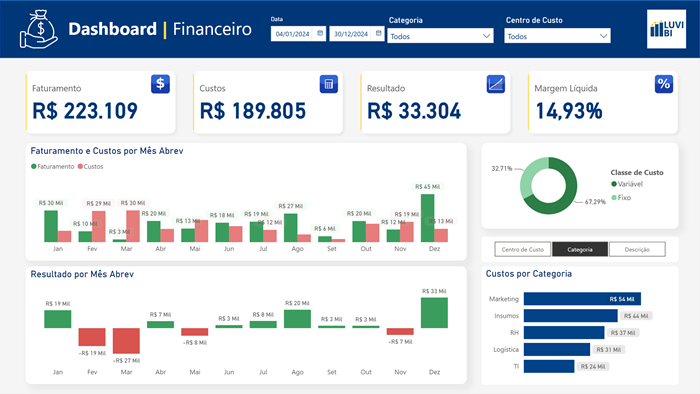 Dashboard | Financeiro
Data
04/01/2024 30/12/2024
Categoria
Todos
Centro de Custo
Todos
LUVI
BI
Faturamento
R$ 223.109
$
Custos
R$ 189.805
Resultado
R$ 33.304
Margem Líquida
14,93%
%
Faturamento e Custos por Mês Abrev
Faturamento Custos
R$ 30 Mil R$ 10 Mil R$ 29 Mil R$ 3 Mil R$ 30 Mil R$ 20 Mil R$ 13 Mil R$ 18 Mil R$ 19 Mil R$ 12 Mil R$ 27 Mil R$ 6 Mil R$ 20 Mil R$ 12 Mil R$ 19 Mil R$ 45 Mil R$ 13 Mil
Jan Fev Mar Abr Mai Jun Jul Ago Set Out Nov Dez
32.71%
67.29%
Classe de Custo
Variável
Fixo
Centro de Custo Categoria Descrição
Resultado por Mês Abrev
R$ 19 Mil -R$ 19 Mil -R$ 27 Mil R$ 7 Mil -R$ 8 Mil R$ 3 Mil R$ 8 Mil R$ 20 Mil R$ 3 Mil R$ 3 Mil -R$ 7 Mil R$ 33 Mil
Jan Fev Mar Abr Mai Jun Jul Ago Set Out Nov Dez
Custos por Categoria
Marketing R$ 54 Mil
Insumos R$ 44 Mil
RH R$ 37 Mil
Logística R$ 31 Mil
TI R$ 24 Mil